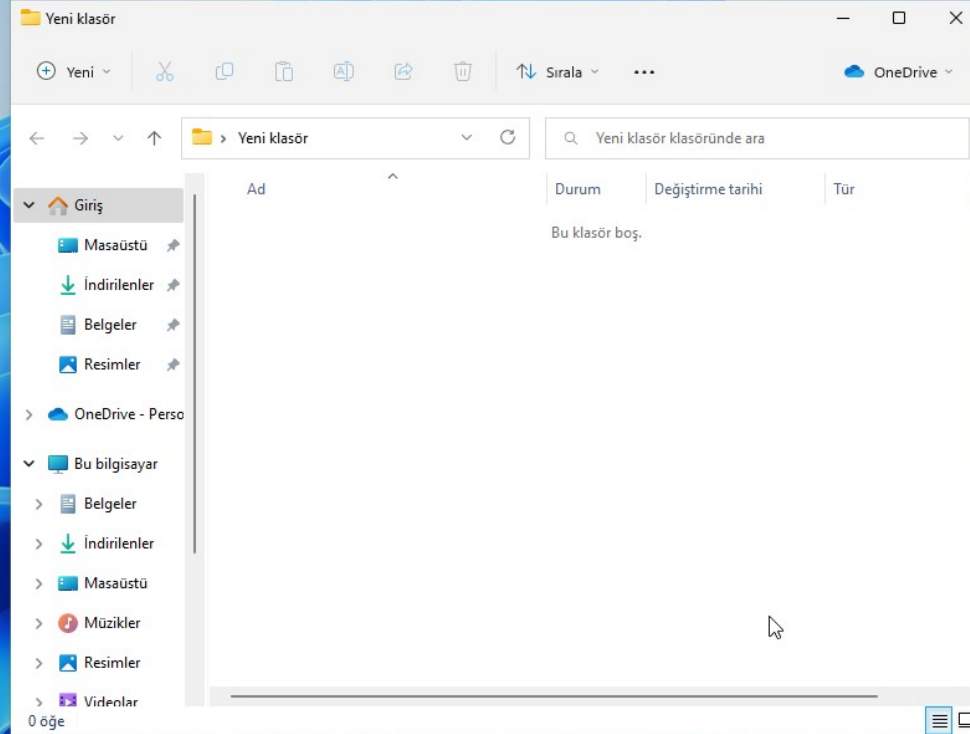 Yeni klasör
Yeni
Sırala
OneDrive
Yeni klasör
Yeni klasör klasöründe ara
Ad
Durum
Değiştirme tarihi
Tür
Bu klasör boş.
Giriş
Masaüstü
İndirilenler
Belgeler
Resimler
OneDrive - Perso
Bu bilgisayar
Belgeler
İndirilenler
Masaüstü
Müzikler
Resimler
Videolar
0 öğe